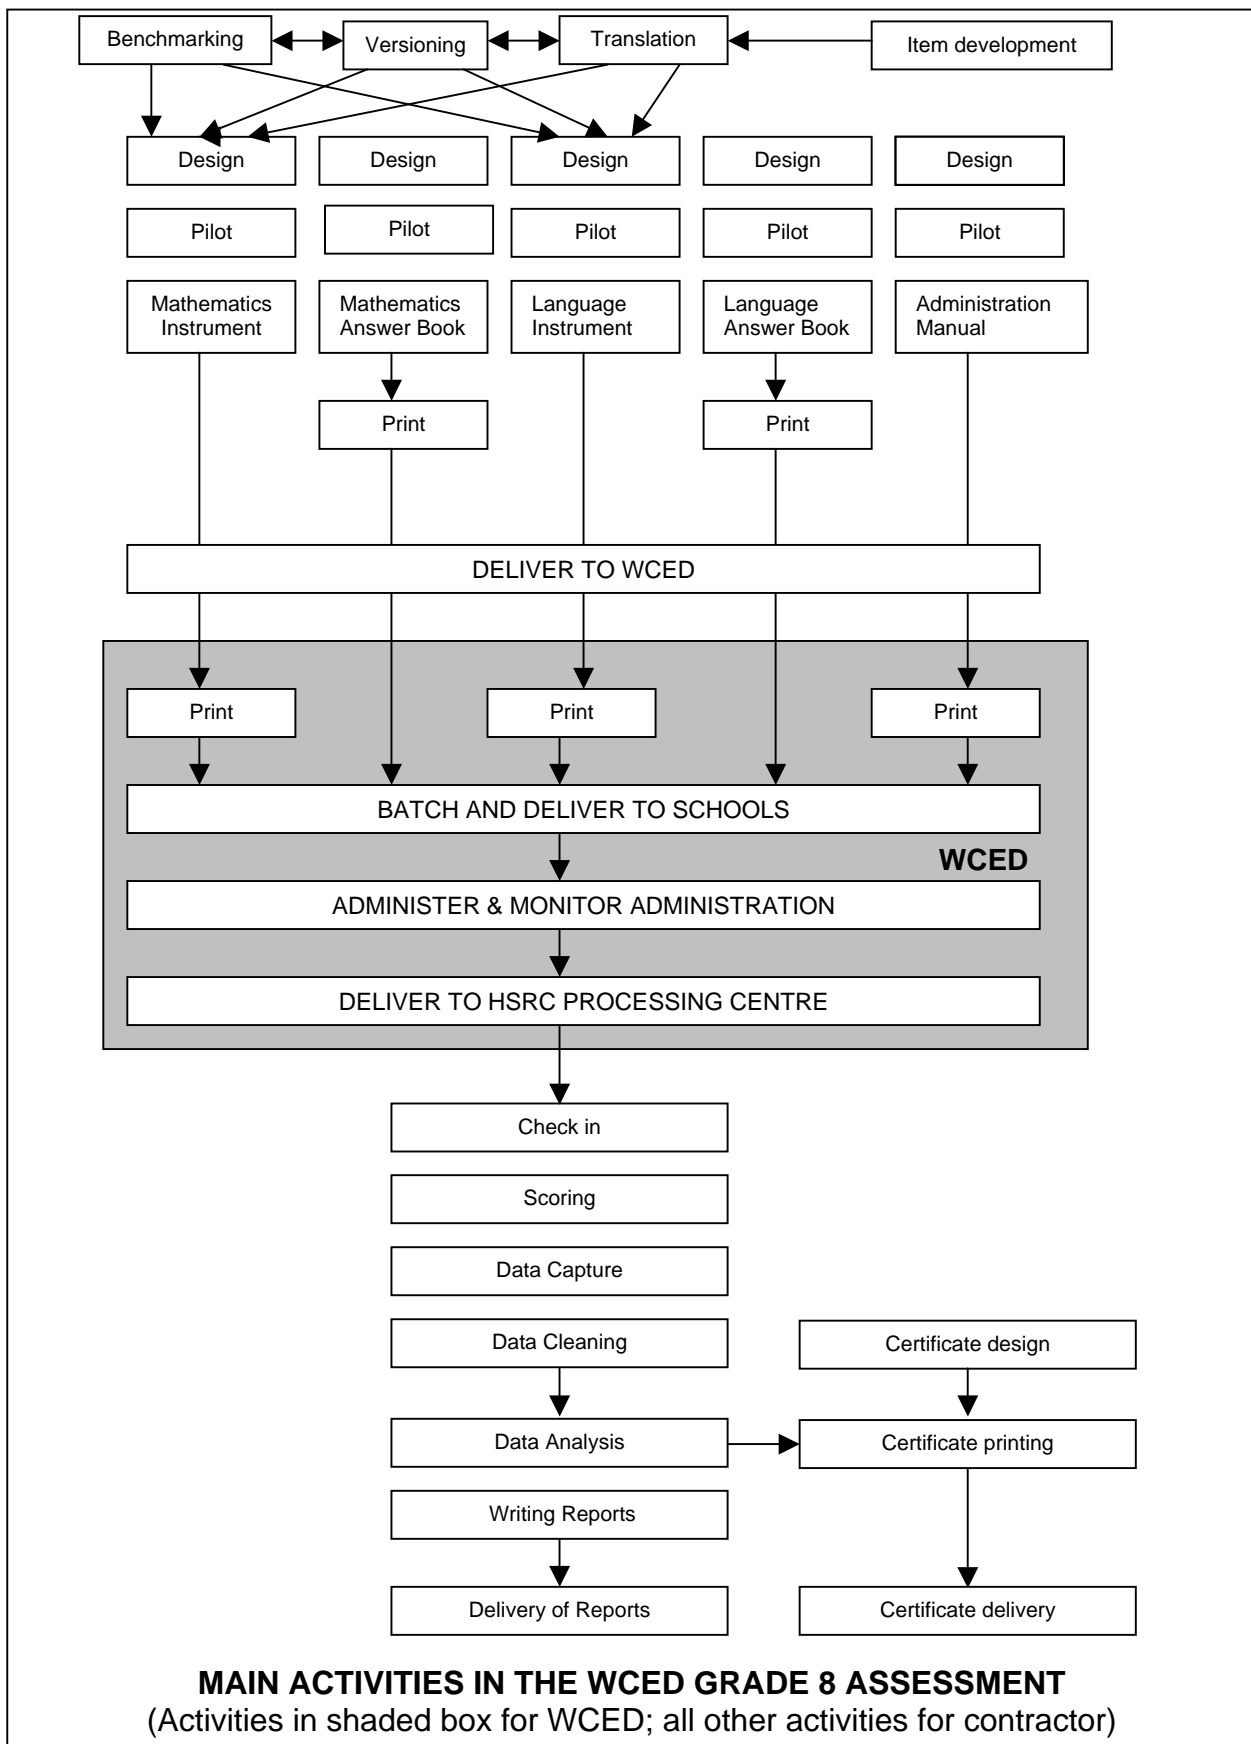 Benchmarking
Versioning
Translation
Item development
Design
Design
Design
Design
Design
Pilot
Pilot
Pilot
Pilot
Pilot
Mathematics
Instrument
Mathematics
Answer Book
Language
Instrument
Language
Answer Book
Administration
Manual
Print
Print
DELIVER TO WCED
Print
Print
Print
BATCH AND DELIVER TO SCHOOLS
WCED
ADMINISTER & MONITOR ADMINISTRATION
DELIVER TO HSRC PROCESSING CENTRE
Check in
Scoring
Data Capture
Data Cleaning
Certificate design
Data Analysis
Certificate printing
Writing Reports
Delivery of Reports
Certificate delivery
MAIN ACTIVITIES IN THE WCED GRADE 8 ASSESSMENT
(Activities in shaded box for WCED; all other activities for contractor)